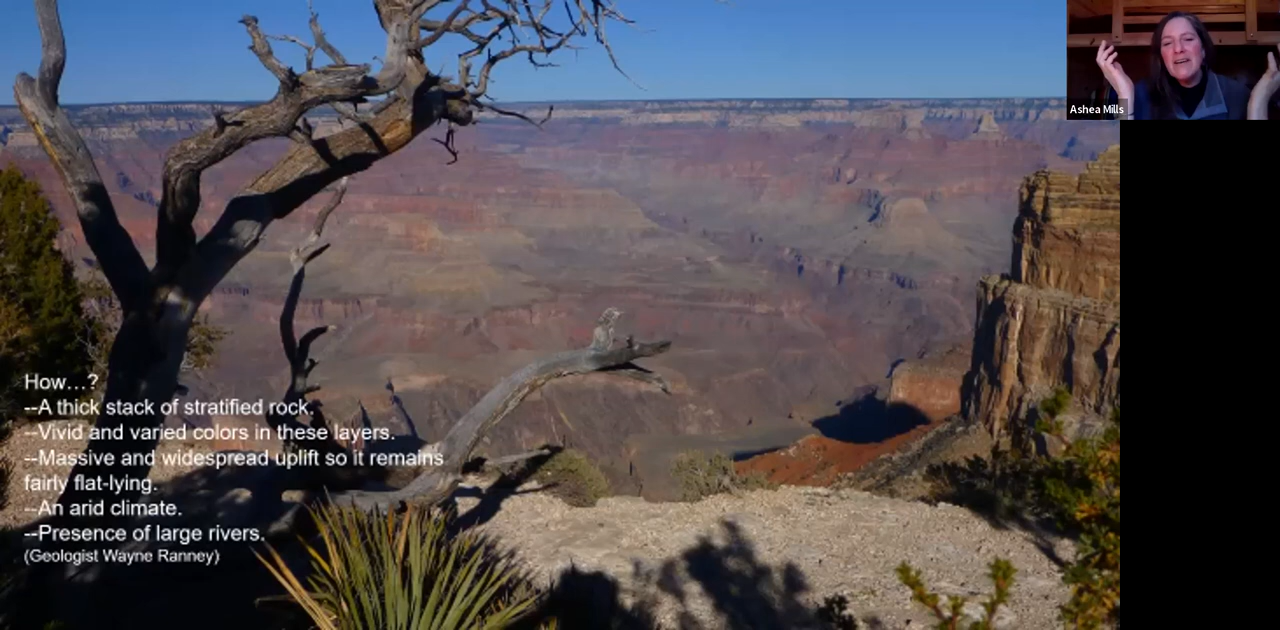 Ashea Mills
How…?
--A thick stack of stratified rock.
--Vivid and varied colors in these layers.
--Massive and widespread uplift so it remains
fairly flat-lying.
--An arid climate.
--Presence of large rivers.
(Geologist Wayne Ranney)